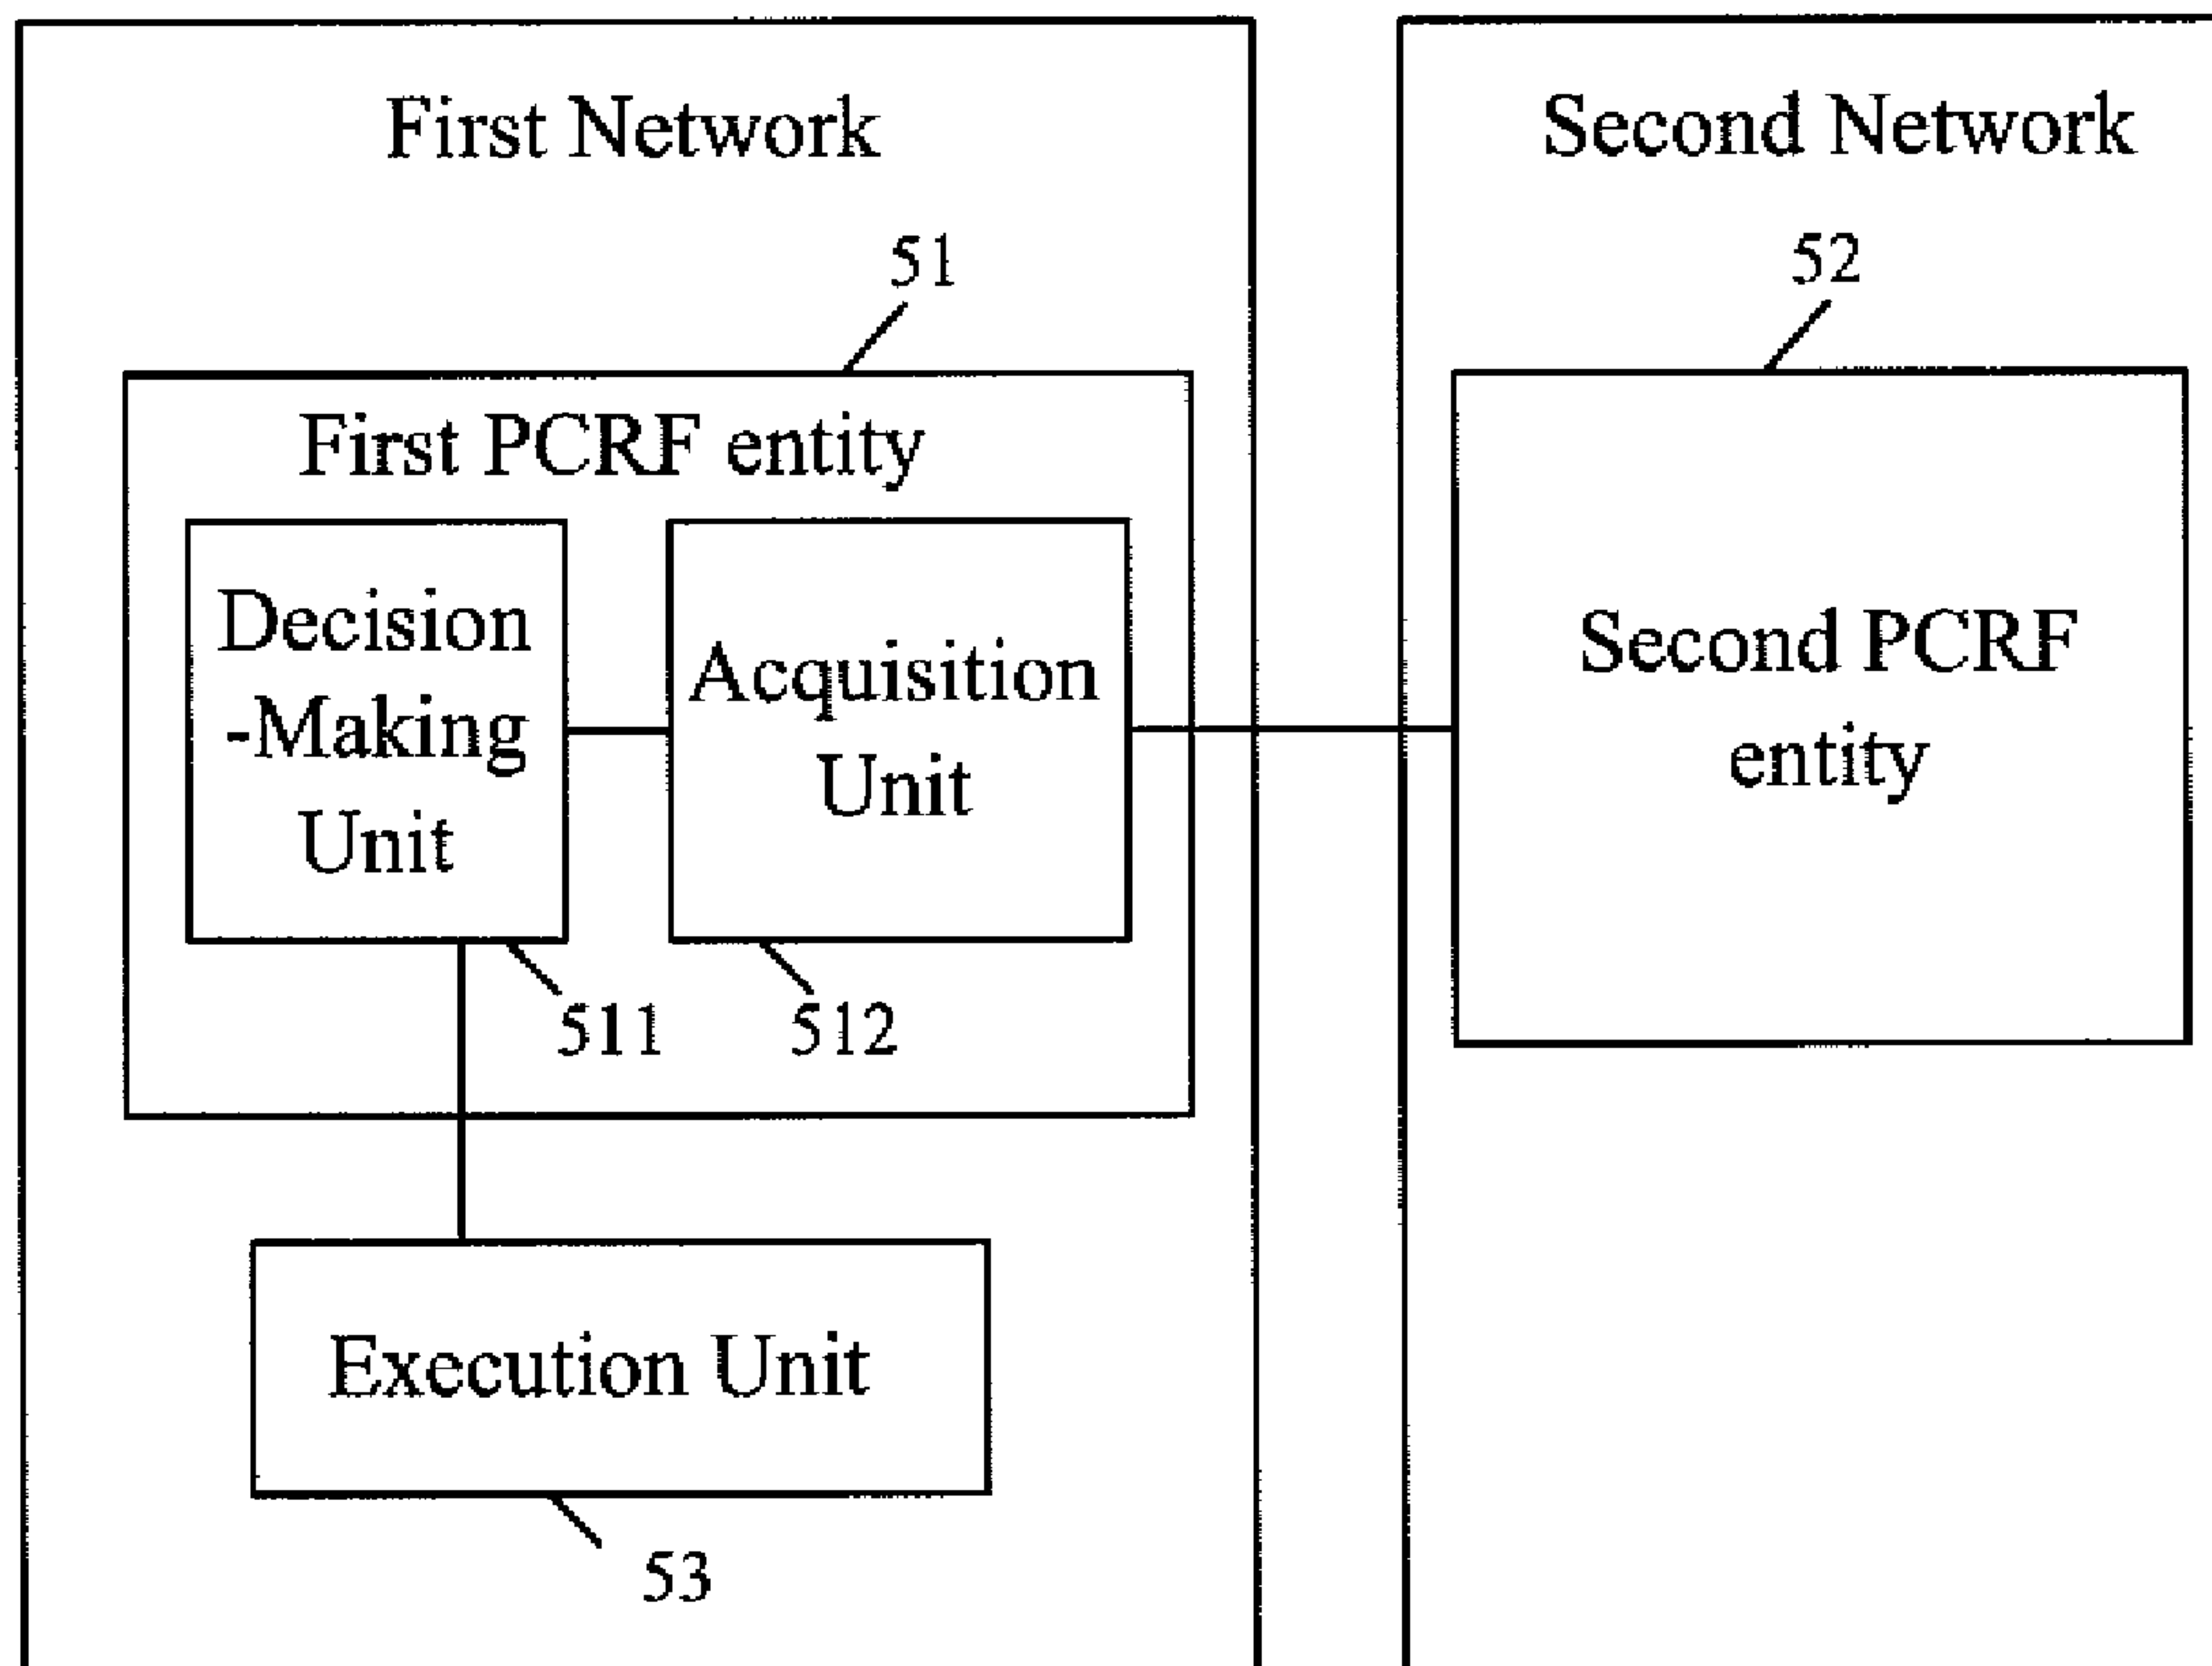 First Network
Second Network
51
52
First PCRF entity
Decision
-Making
Unit
Acquisition
Unit
Second PCRF
entity
511
512
Execution Unit
53